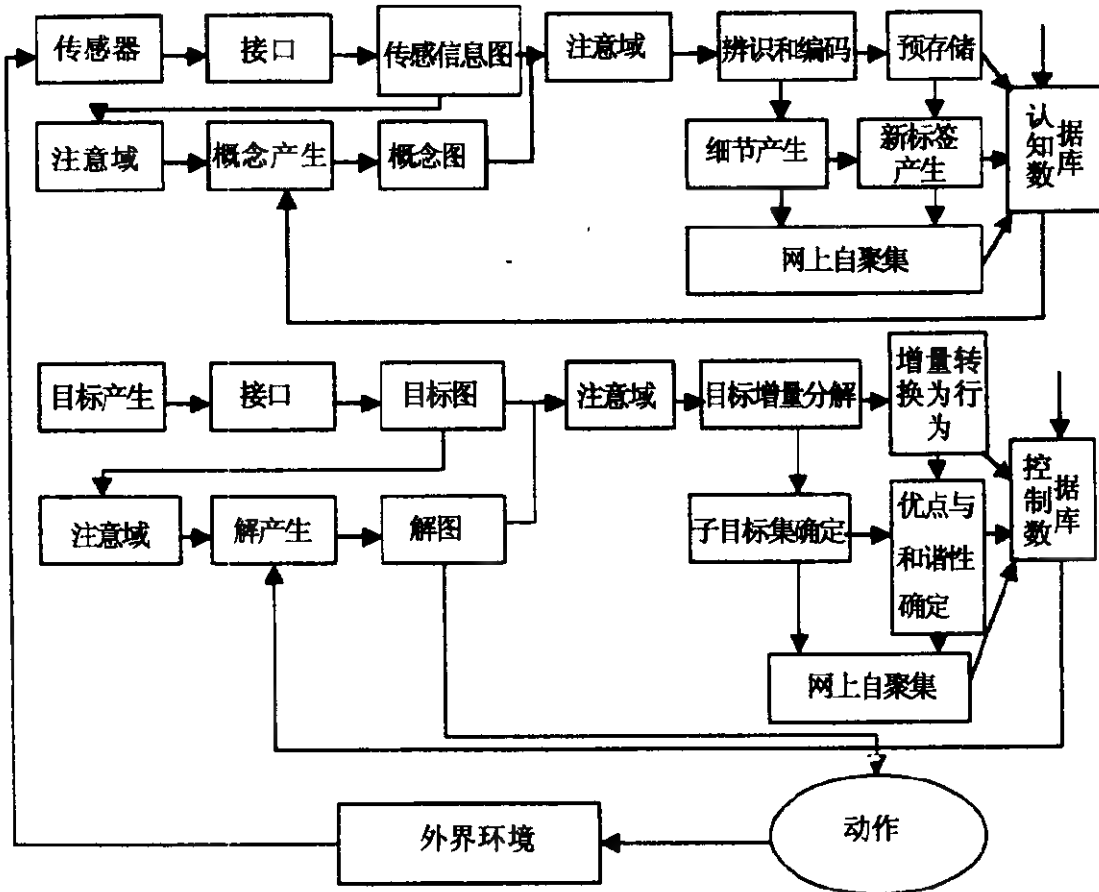 传感器
接口
传感信息图
注意域
辨识和编码
预存储
认知数
据库
注意域
概念产生
概念图
细节产生
新标签
产生
网上自聚集
目标产生
接口
目标图
注意域
目标增量分解
增量转
换为行
为
控制数
据库
注意域
解产生
解图
子目标集确定
优点与
和谐性
确定
网上自聚集
动作
外界环境